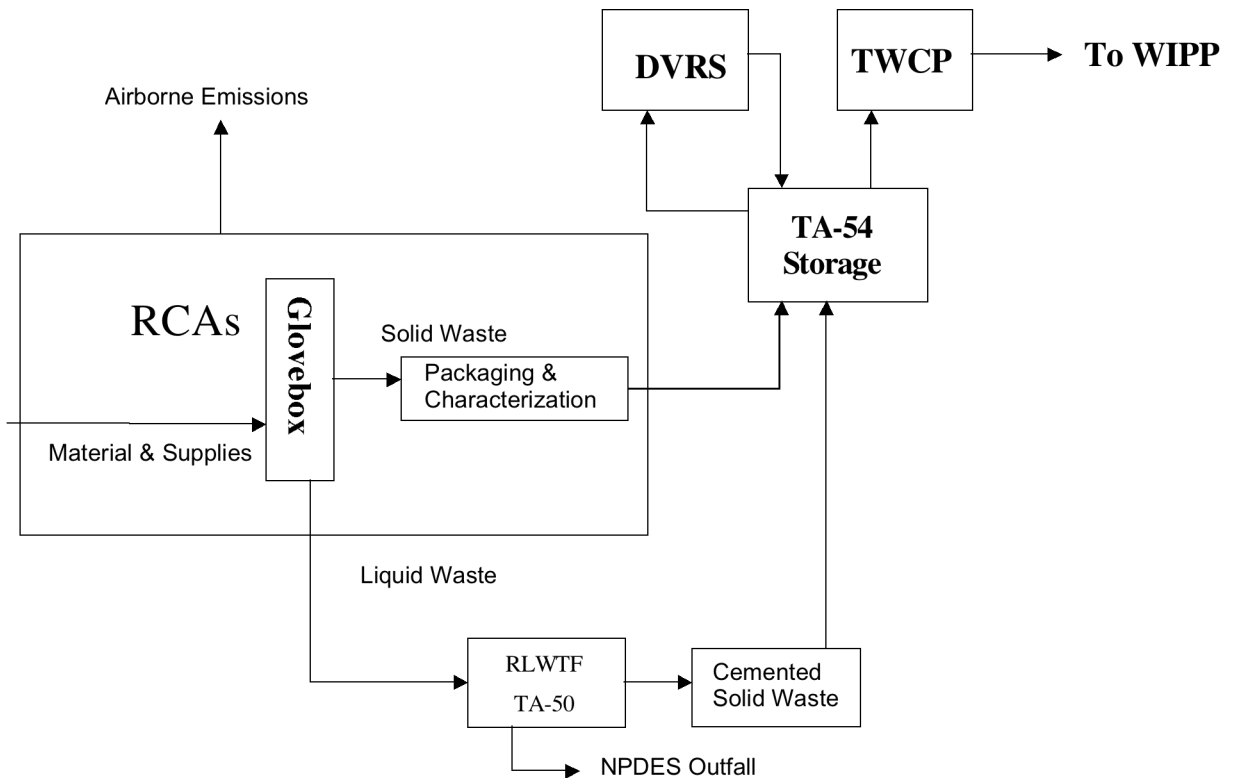 DVRS
TWCP
To WIPP
Airborne Emissions
TA-54
Storage
RCAs
Glovebox
Solid Waste
Packaging &
Characterization
Material & Supplies
Liquid Waste
RLWTF
TA-50
Cemented
Solid Waste
NPDES Outfall